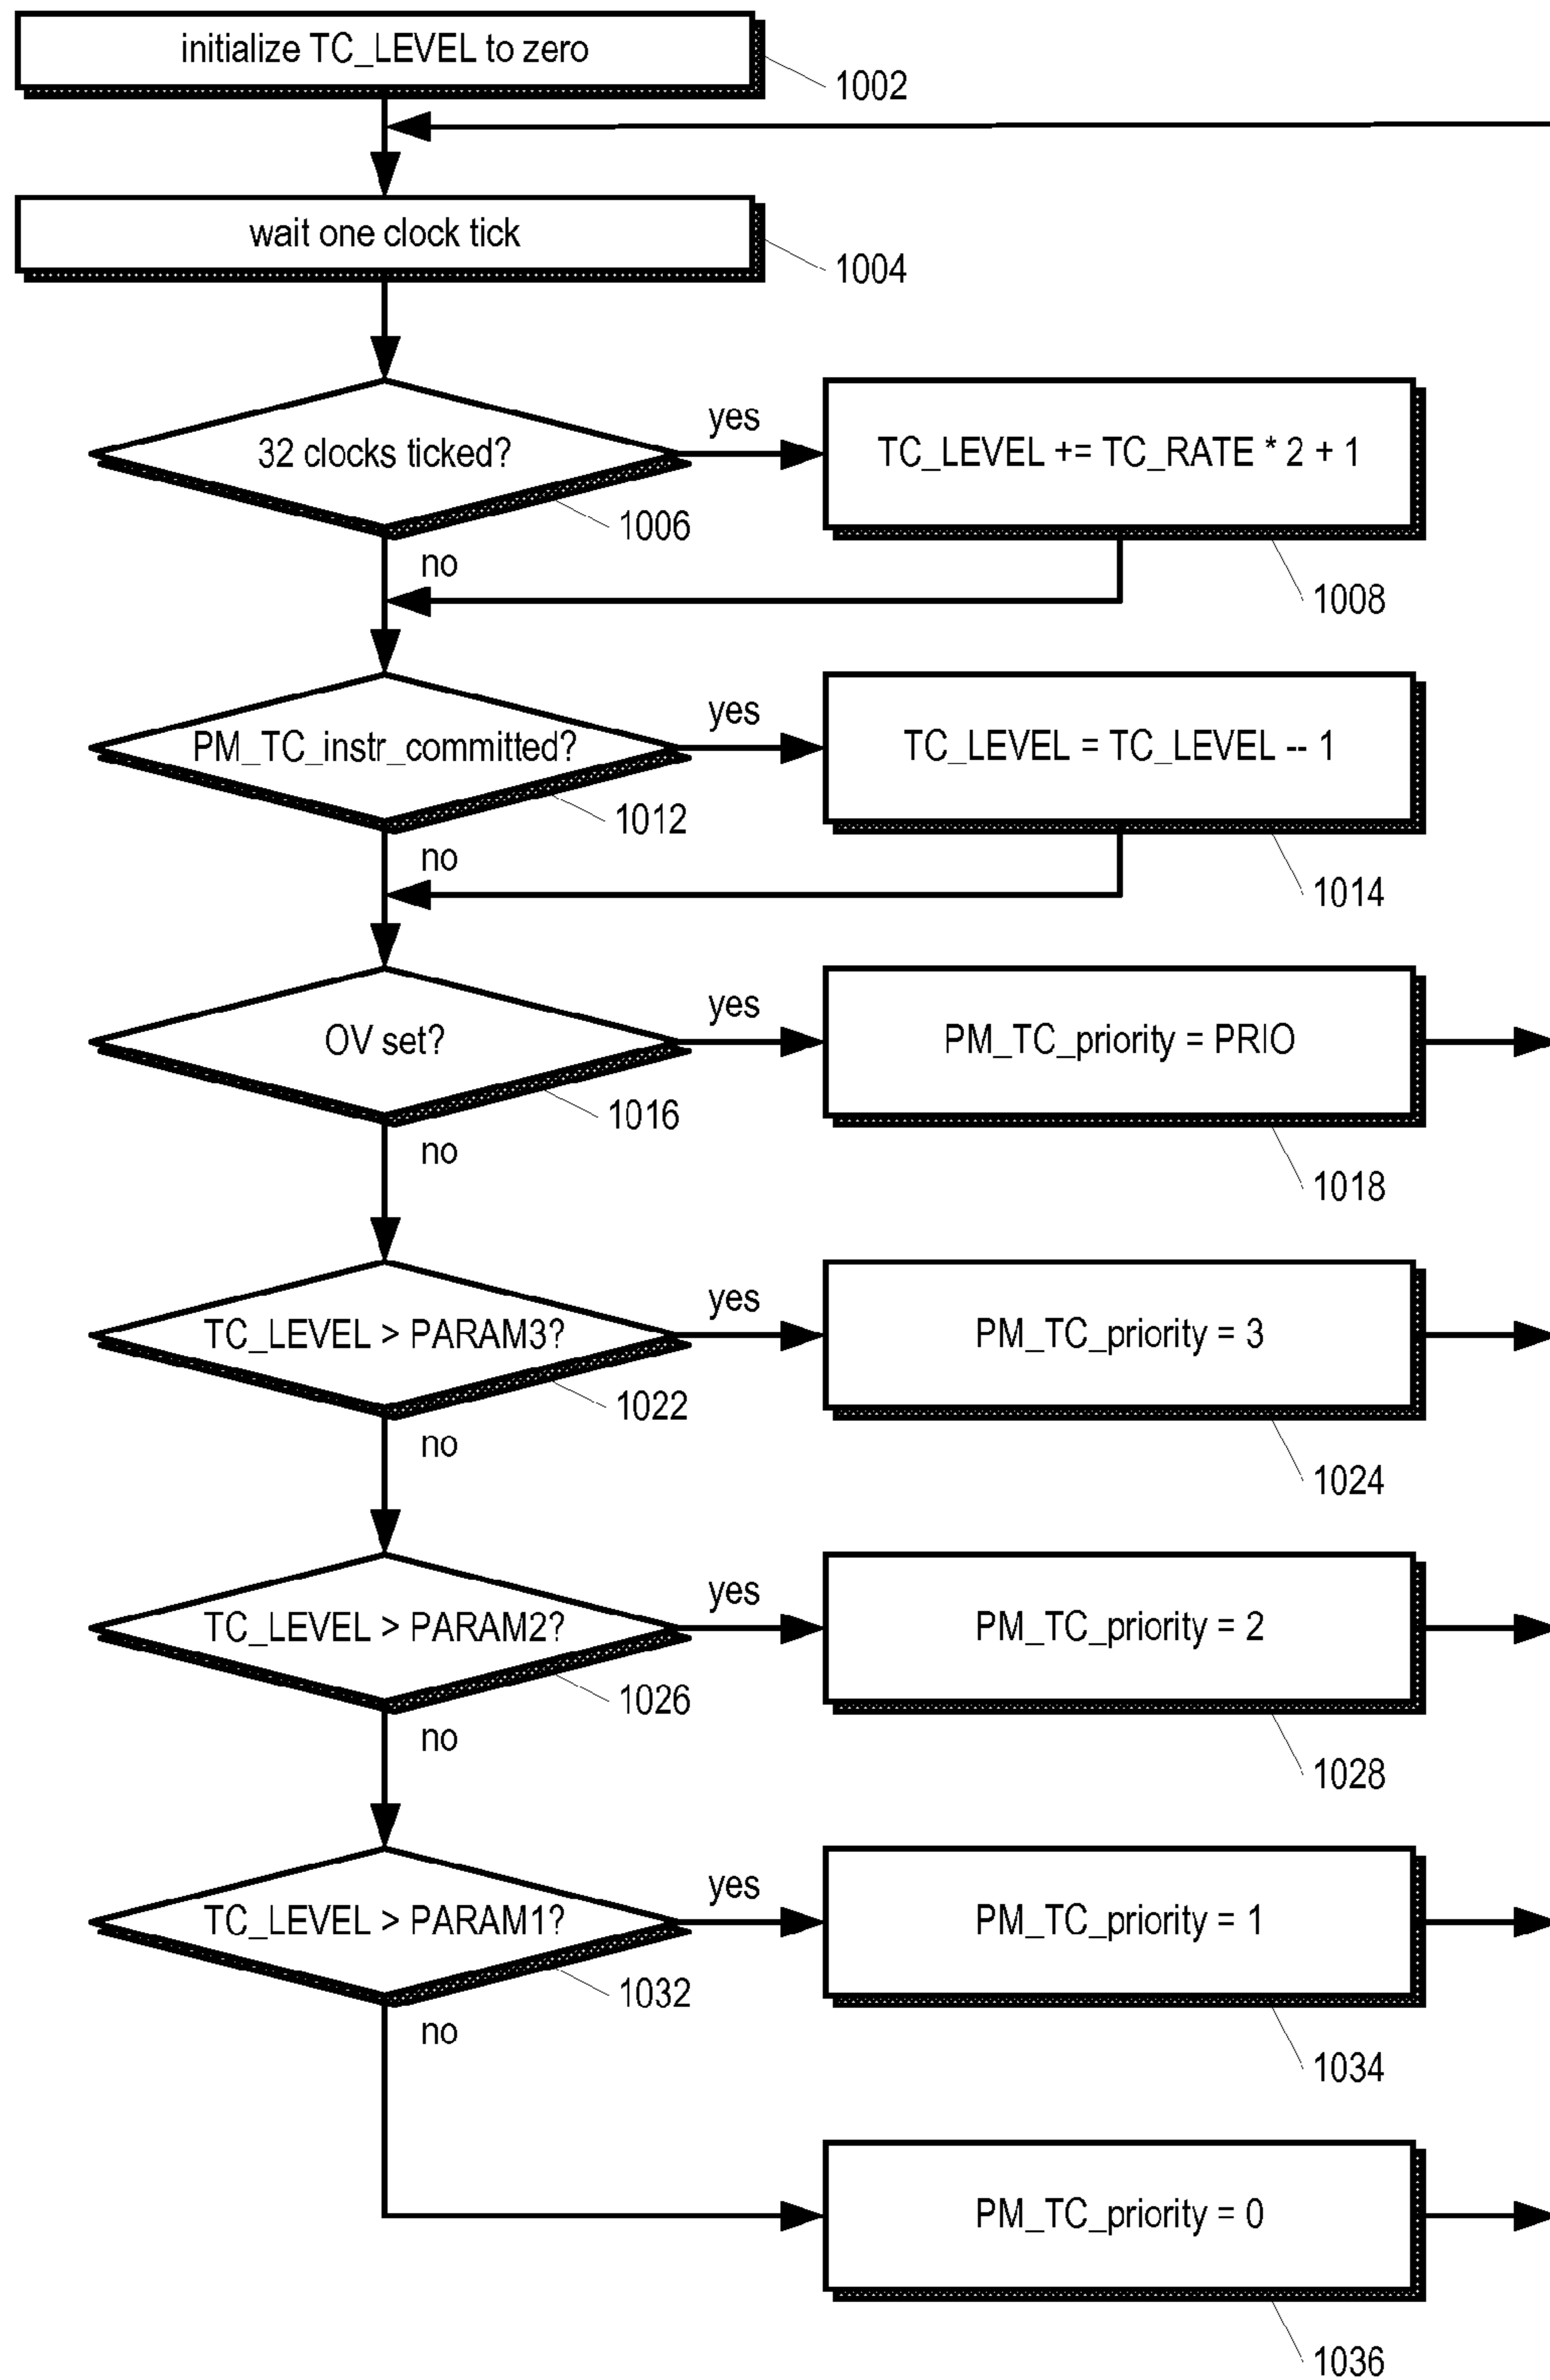 initialize TC_LEVEL to zero
1002
wait one clock tick
1004
32 clocks ticked?
yes
TC_LEVEL += TC_RATE * 2 + 1
1006
no
1008
PM_TC_instr_committed?
yes
TC_LEVEL = TC_LEVEL -- 1
1012
no
1014
OV set?
yes
PM_TC_priority = PRIO
1016
no
1018
TC_LEVEL > PARAM3?
yes
PM_TC_priority = 3
1022
no
1024
TC_LEVEL > PARAM2?
yes
PM_TC_priority = 2
1026
no
1028
TC_LEVEL > PARAM1?
yes
PM_TC_priority = 1
1032
no
1034
PM_TC_priority = 0
1036